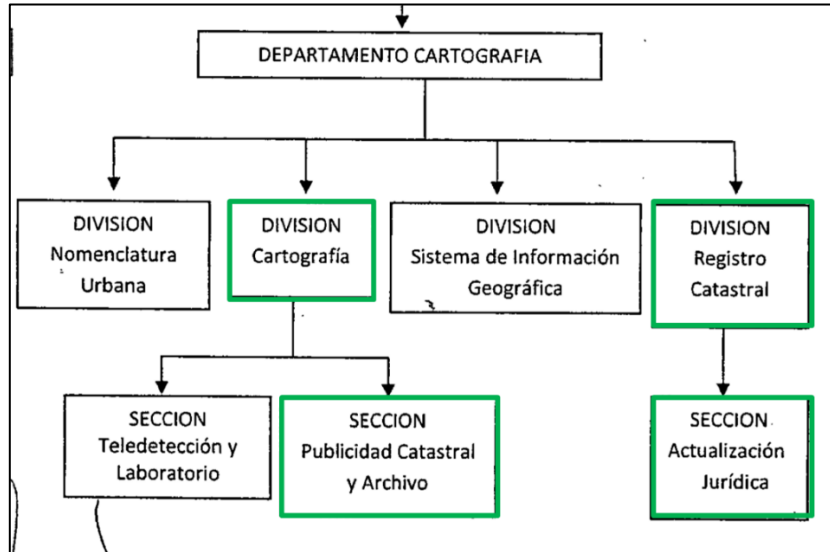 DEPARTAMENTO CARTOGRAFIA
DIVISION
Nomenclatura
Urbana
DIVISION
Cartografía
DIVISION
Sistema de Información
Geográfica
DIVISION
Registro
Catastral
SECCION
Teledetección y
Laboratorio
SECCION
Publicidad Catastral
y Archivo
SECCION
Actualización
Jurídica